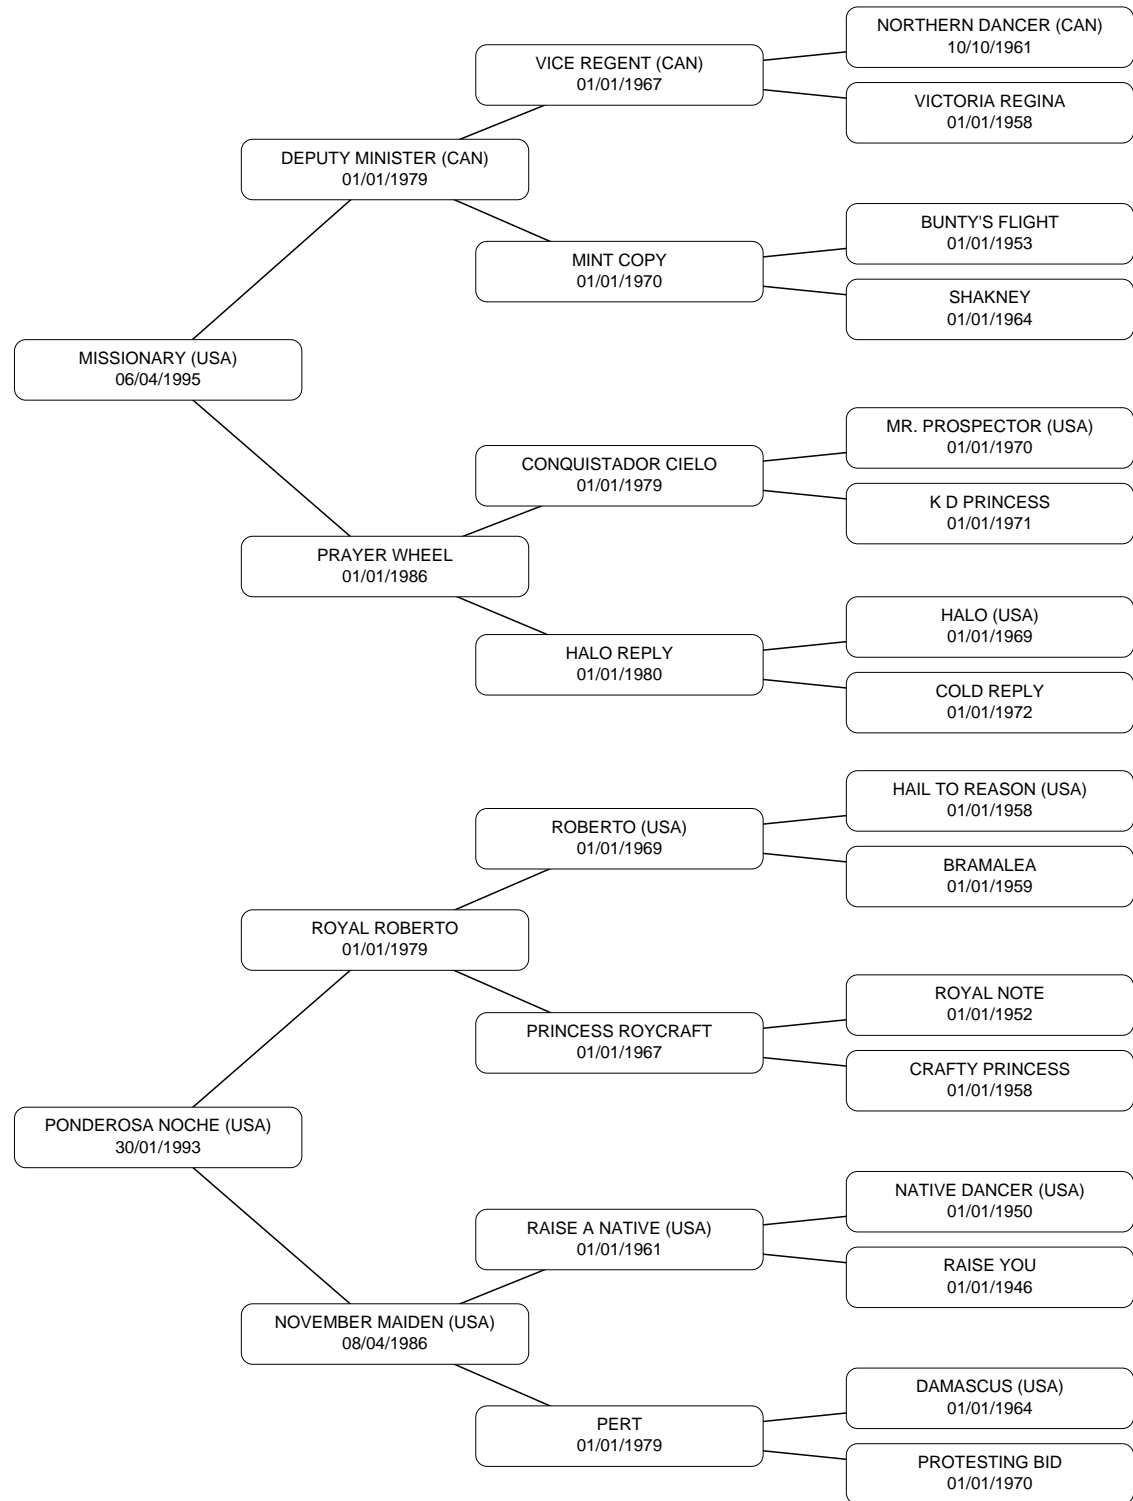 NORTHERN DANCER (CAN)
10/10/1961
VICE REGENT (CAN)
01/01/1967
VICTORIA REGINA
01/01/1958
DEPUTY MINISTER (CAN)
01/01/1979
BUNTY'S FLIGHT
01/01/1953
MINT COPY
01/01/1970
SHAKNEY
01/01/1964
MISSIONARY (USA)
06/04/1995
MR. PROSPECTOR (USA)
01/01/1970
CONQUISTADOR CIELO
01/01/1979
K D PRINCESS
01/01/1971
PRAYER WHEEL
01/01/1986
HALO (USA)
01/01/1969
HALO REPLY
01/01/1980
COLD REPLY
01/01/1972
HAIL TO REASON (USA)
01/01/1958
ROBERTO (USA)
01/01/1969
BRAMALEA
01/01/1959
ROYAL ROBERTO
01/01/1979
ROYAL NOTE
01/01/1952
PRINCESS ROYCRAFT
01/01/1967
CRAFTY PRINCESS
01/01/1958
PONDEROSA NOCHE (USA)
30/01/1993
NATIVE DANCER (USA)
01/01/1950
RAISE A NATIVE (USA)
01/01/1961
RAISE YOU
01/01/1946
NOVEMBER MAIDEN (USA)
08/04/1986
DAMASCUS (USA)
01/01/1964
PERT
01/01/1979
PROTESTING BID
01/01/1970